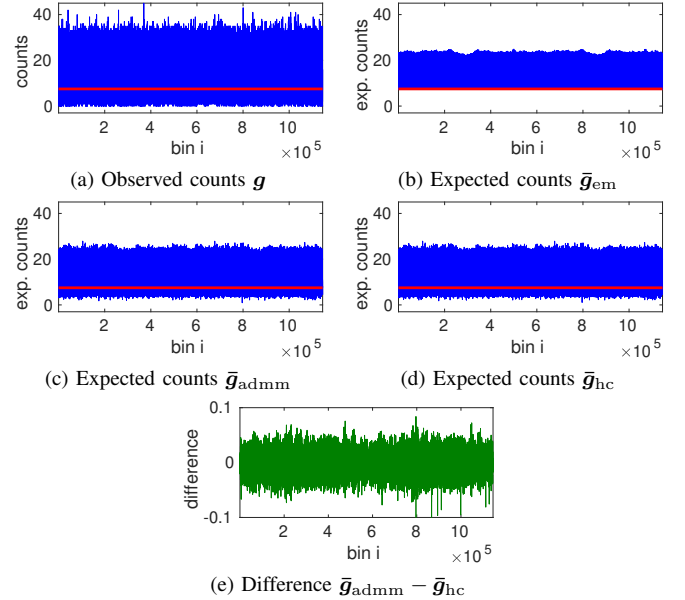 40
20
0
counts
2 4 6 8 10
bin i
×10^5
(a) Observed counts g
40
20
0
exp. counts
2 4 6 8 10
bin i
×10^5
(b) Expected counts ḡ_em
40
20
0
exp. counts
2 4 6 8 10
bin i
×10^5
(c) Expected counts ḡ_admm
40
20
0
exp. counts
2 4 6 8 10
bin i
×10^5
(d) Expected counts ḡ_hc
0.1
0
-0.1
difference
2 4 6 8 10
bin i
×10^5
(e) Difference ḡ_admm − ḡ_hc